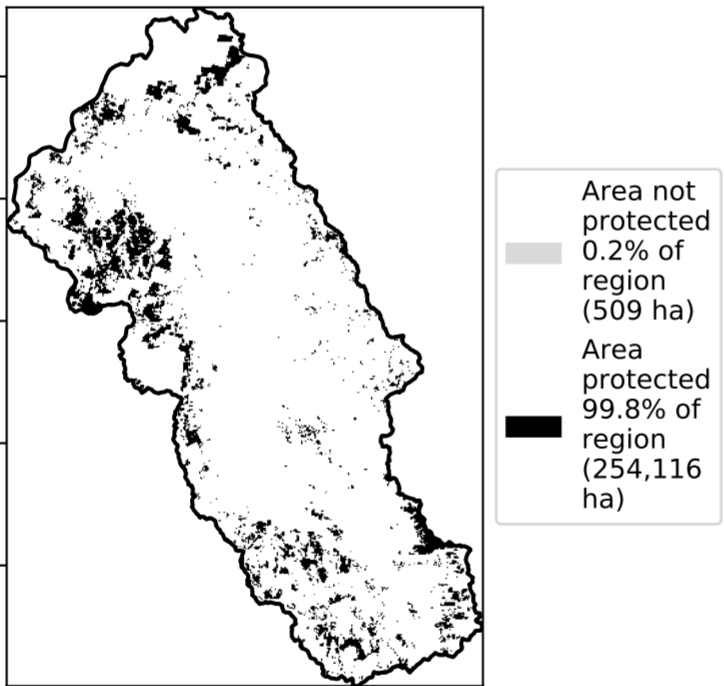 Area not
protected
0.2% of
region
(509 ha)
Area
protected
99.8% of
region
(254,116
ha)